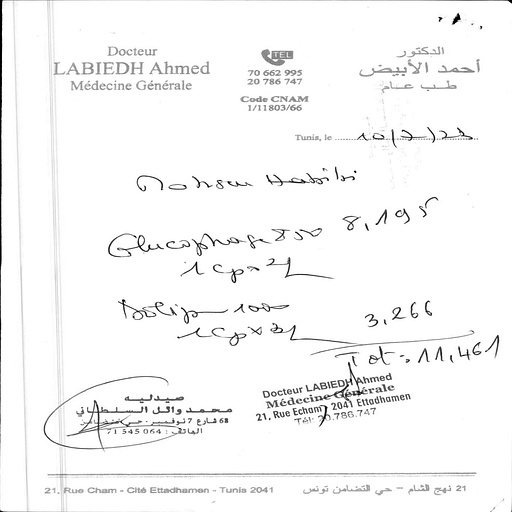 Docteur
LABIEDH Ahmed
Médecine Générale
TEL
70 662 995
20 786 747
Code CNAM
1/11803/66
الدكتور
أحمد الأبيض
طب عام
Tunis, le 10/7/23
Mohsen Habibi
Glucophage 850 8,195
1 cp x 2/
Dolip 1000 3,266
1 cp x 3/
Tot: 11,461
صيدلية
محمد وائل السلطاني
68 شارع 7 نوفمبر - حي
الهاتف: 71 545 064
Docteur LABIEDH Ahmed
Médecine Générale
21, Rue Echam 2041 Ettadhamen
Tél: 20.786.747
21, Rue Cham - Cité Ettadhamen - Tunis 2041
21 نهج الشام - حي التضامن تونس